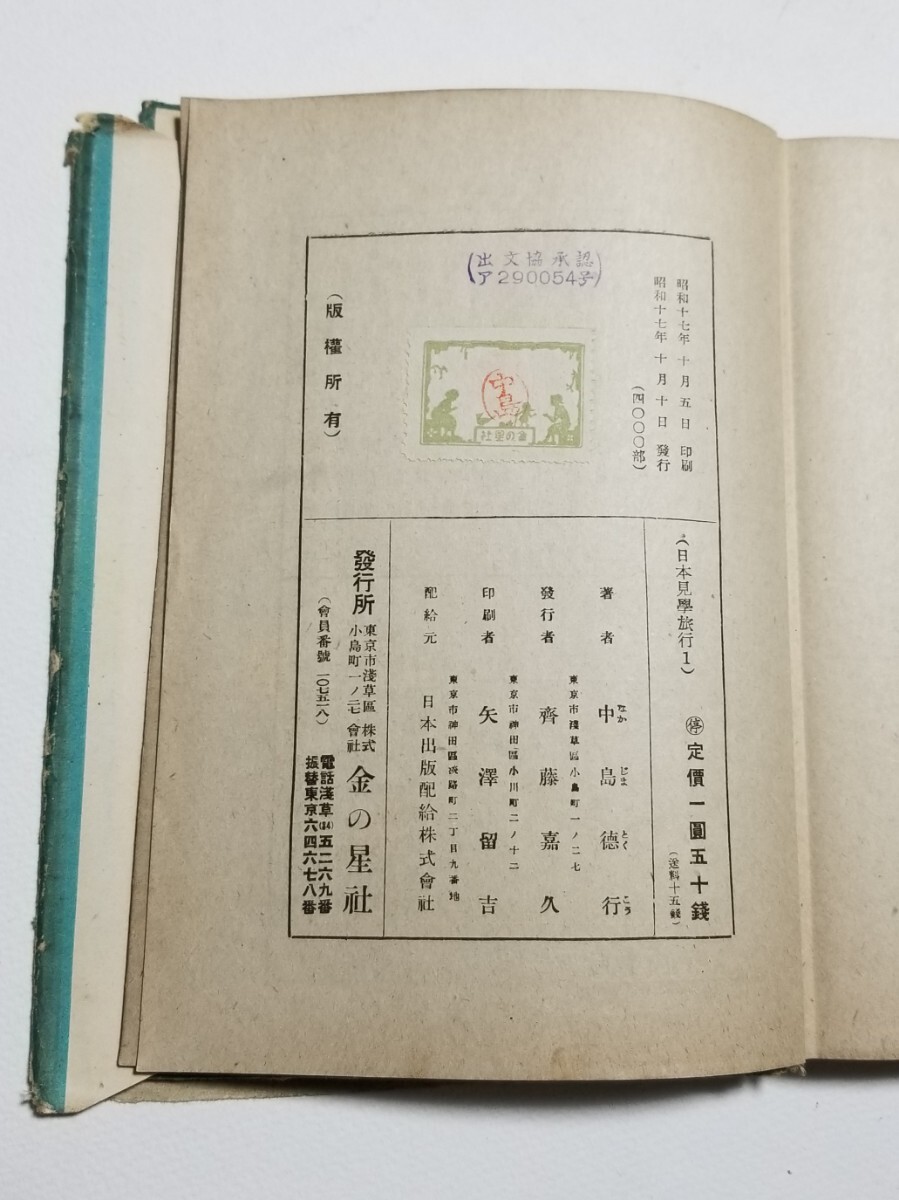 (出文協承認
ア290054号)
昭和十七年十月五日印刷
昭和十七年十月十日發行
(四〇〇〇部)
中島
金の星社
(版權所有)
(日本見學旅行1)
停定價一圓五十錢
(送料十五錢)
著者 中島德行
なか じま とく
東京市淺草區小島町一ノ二七
發行者 齊藤嘉久
東京市神田區小川町二ノ十二
印刷者 矢澤留吉
東京市神田區淡路町二丁目九番地
配給元 日本出版配給株式會社
發行所
東京市淺草區
小島町一ノ二七
株式
會社
金の星社
(會員番號 一〇七五一八)
電話淺草(84)五二六九番
振替東京六四六七八番